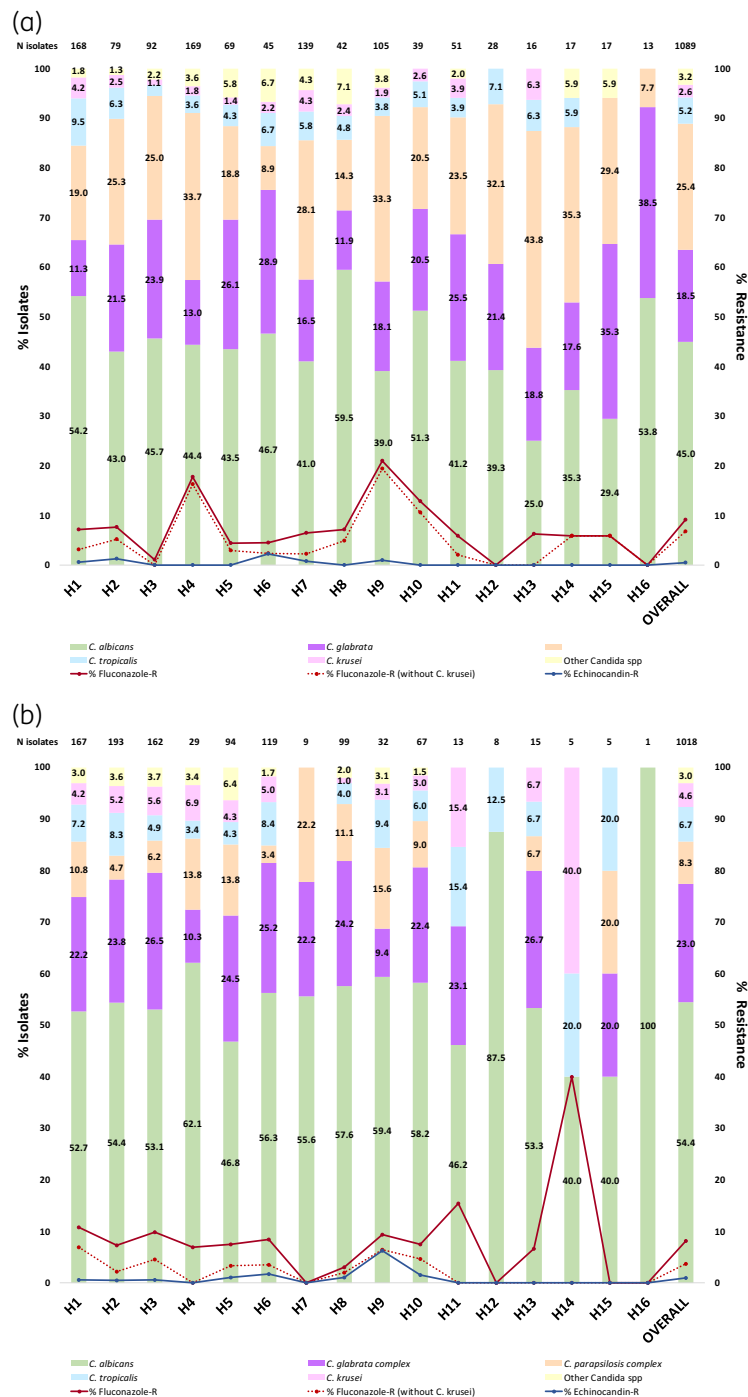 (a)
N isolates 168 79 92 169 69 45 139 42 105 39 51 28 16 17 17 13 1089
100 1.8 1.3 2.2 3.6 5.8 6.7 4.3 7.1 3.8 2.6 2.0 7.1 6.3 5.9 5.9 7.7 3.2 100
4.2 2.5 1.1 1.8 1.4 2.2 4.3 2.4 1.9 5.1 3.9 6.3 5.9 2.6
90 9.5 6.3 3.6 4.3 6.7 5.8 4.8 3.8 3.9 5.2 90
80 19.0 25.3 25.0 33.7 18.8 8.9 28.1 14.3 33.3 20.5 23.5 32.1 43.8 35.3 29.4 38.5 25.4 80
70 70
60 11.3 21.5 23.9 13.0 26.1 28.9 16.5 11.9 18.1 20.5 25.5 21.4 18.8 17.6 35.3 18.5 60
50 50
40 40
30 54.2 43.0 45.7 44.4 43.5 46.7 41.0 59.5 39.0 51.3 41.2 39.3 25.0 35.3 29.4 53.8 45.0 30
20 20
10 10
0 0
% Isolates
% Resistance
H1 H2 H3 H4 H5 H6 H7 H8 H9 H10 H11 H12 H13 H14 H15 H16 OVERALL
C. albicans C. glabrata
C. tropicalis C. krusei Other Candida spp
% Fluconazole-R % Fluconazole-R (without C. krusei) % Echinocandin-R
(b)
N isolates 167 193 162 29 94 119 9 99 32 67 13 8 15 5 5 1 1018
100 3.0 3.6 3.7 3.4 6.4 1.7 2.0 3.1 1.5 100
4.2 5.2 5.6 6.9 4.3 5.0 1.0 3.1 3.0 15.4 12.5 6.7 3.0
90 7.2 8.3 4.9 3.4 4.3 8.4 22.2 4.0 9.4 6.0 6.7 20.0 4.6 90
80 10.8 4.7 6.2 13.8 13.8 3.4 11.1 15.6 9.0 15.4 6.7 40.0 6.7 80
8.3
70 22.2 23.8 26.5 10.3 24.5 25.2 22.2 24.2 9.4 22.4 23.1 26.7 20.0 23.0 70
60 60
50 20.0 20.0 100 50
40 40
30 52.7 54.4 53.1 62.1 46.8 56.3 55.6 57.6 59.4 58.2 46.2 87.5 53.3 40.0 40.0 54.4 30
20 20
10 10
0 0
% Isolates
% Resistance
H1 H2 H3 H4 H5 H6 H7 H8 H9 H10 H11 H12 H13 H14 H15 H16 OVERALL
C. albicans C. glabrata complex C. parapsilosis complex
C. tropicalis C. krusei Other Candida spp
% Fluconazole-R % Fluconazole-R (without C. krusei) % Echinocandin-R